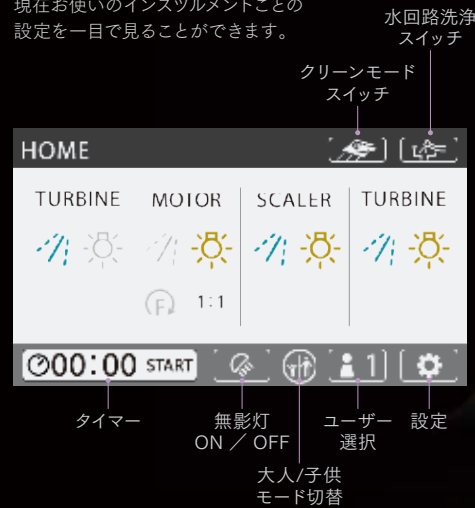 現在お使いのインスツルメントごとの
設定を一目で見ることができます。
水回路洗浄
スイッチ
クリーンモード
スイッチ
HOME
TURBINE MOTOR SCALER TURBINE
F 1:1
00:00 START 1
タイマー
無影灯
ON ／ OFF
ユーザー
選択
設定
大人/子供
モード切替